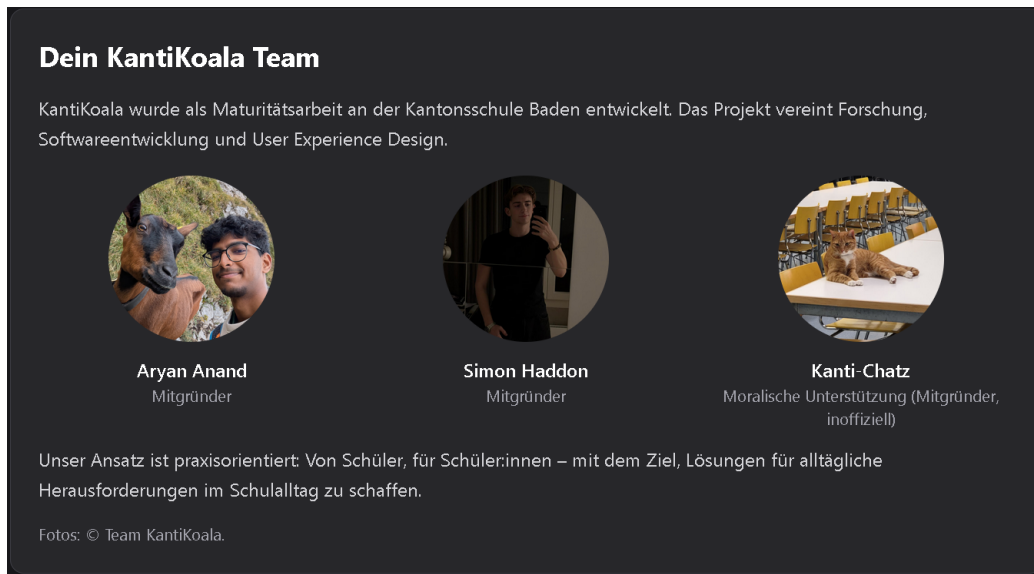 Dein KantiKoala Team
KantiKoala wurde als Maturitätsarbeit an der Kantonsschule Baden entwickelt. Das Projekt vereint Forschung,
Softwareentwicklung und User Experience Design.
Aryan Anand
Mitgründer
Simon Haddon
Mitgründer
Kanti-Chatz
Moralische Unterstützung (Mitgründer,
inoffiziell)
Unser Ansatz ist praxisorientiert: Von Schüler, für Schüler:innen – mit dem Ziel, Lösungen für alltägliche
Herausforderungen im Schulalltag zu schaffen.
Fotos: © Team KantiKoala.